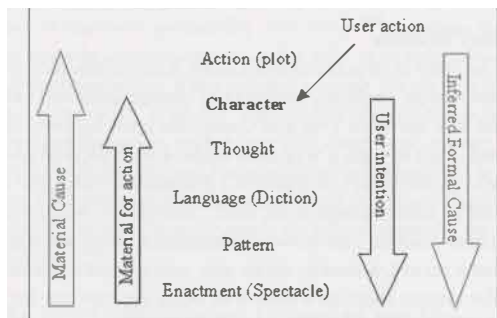 User action
Action (plot)
Character
Thought
Language (Diction)
Pattern
Enactment (Spectacle)
Material Cause
Material for action
User intention
Inferred Formal Cause